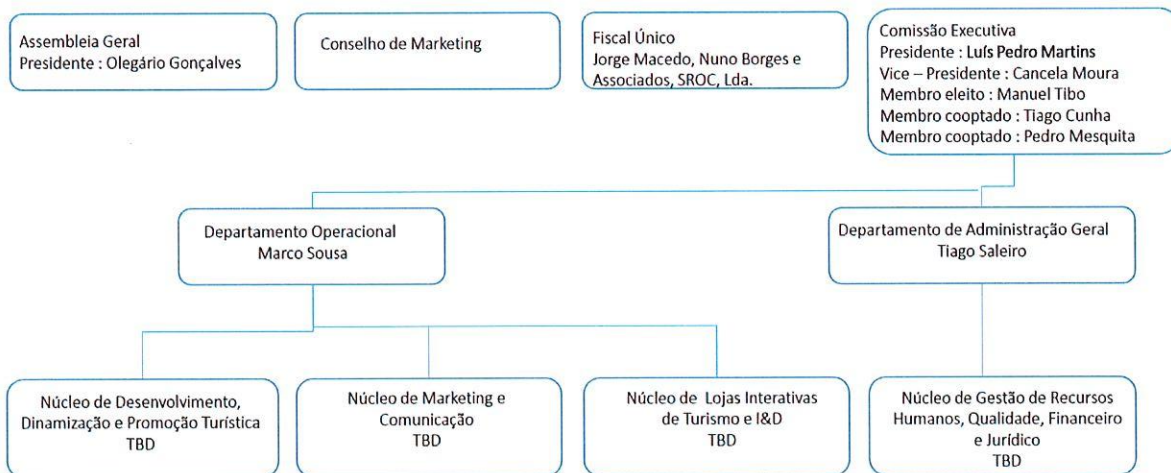 Assembleia Geral
Presidente : Olegário Gonçalves
Conselho de Marketing
Fiscal Único
Jorge Macedo, Nuno Borges e
Associados, SROC, Lda.
Comissão Executiva
Presidente : Luís Pedro Martins
Vice – Presidente : Cancela Moura
Membro eleito : Manuel Tibo
Membro cooptado : Tiago Cunha
Membro cooptado : Pedro Mesquita
Departamento Operacional
Marco Sousa
Departamento de Administração Geral
Tiago Saleiro
Núcleo de Desenvolvimento,
Dinamização e Promoção Turística
TBD
Núcleo de Marketing e
Comunicação
TBD
Núcleo de Lojas Interativas
de Turismo e I&D
TBD
Núcleo de Gestão de Recursos
Humanos, Qualidade, Financeiro
e Jurídico
TBD